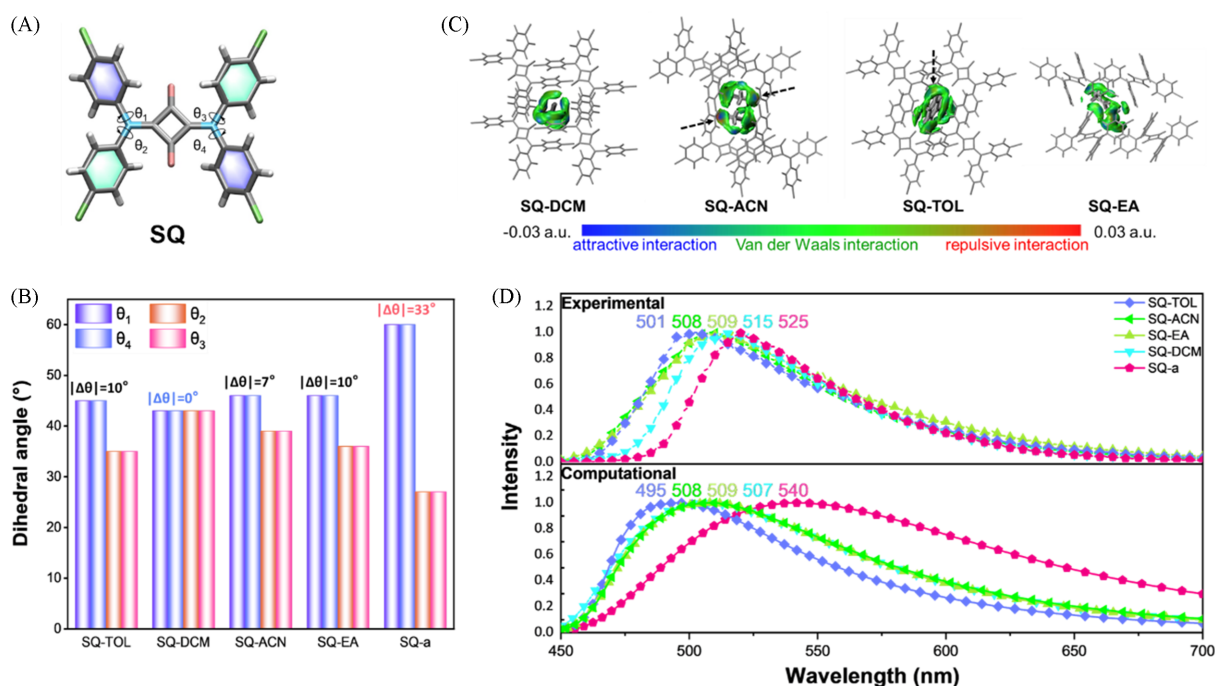 (A)
θ1
θ3
θ2
θ4
SQ
(C)
SQ-DCM
SQ-ACN
SQ-TOL
SQ-EA
-0.03 a.u.
0.03 a.u.
attractive interaction
Van der Waals interaction
repulsive interaction
(B)
θ1
θ2
θ4
θ3
|Δθ|=10°
|Δθ|=0°
|Δθ|=7°
|Δθ|=10°
|Δθ|=33°
Dihedral angle (°)
60
50
40
30
20
10
0
SQ-TOL
SQ-DCM
SQ-ACN
SQ-EA
SQ-a
(D)
Experimental
501 508 509 515 525
SQ-TOL
SQ-ACN
SQ-EA
SQ-DCM
SQ-a
1.2
1.0
0.8
0.6
0.4
0.2
0.0
Computational
495 508 509 507 540
1.2
1.0
0.8
0.6
0.4
0.2
0.0
Intensity
450
500
550
600
650
700
Wavelength (nm)